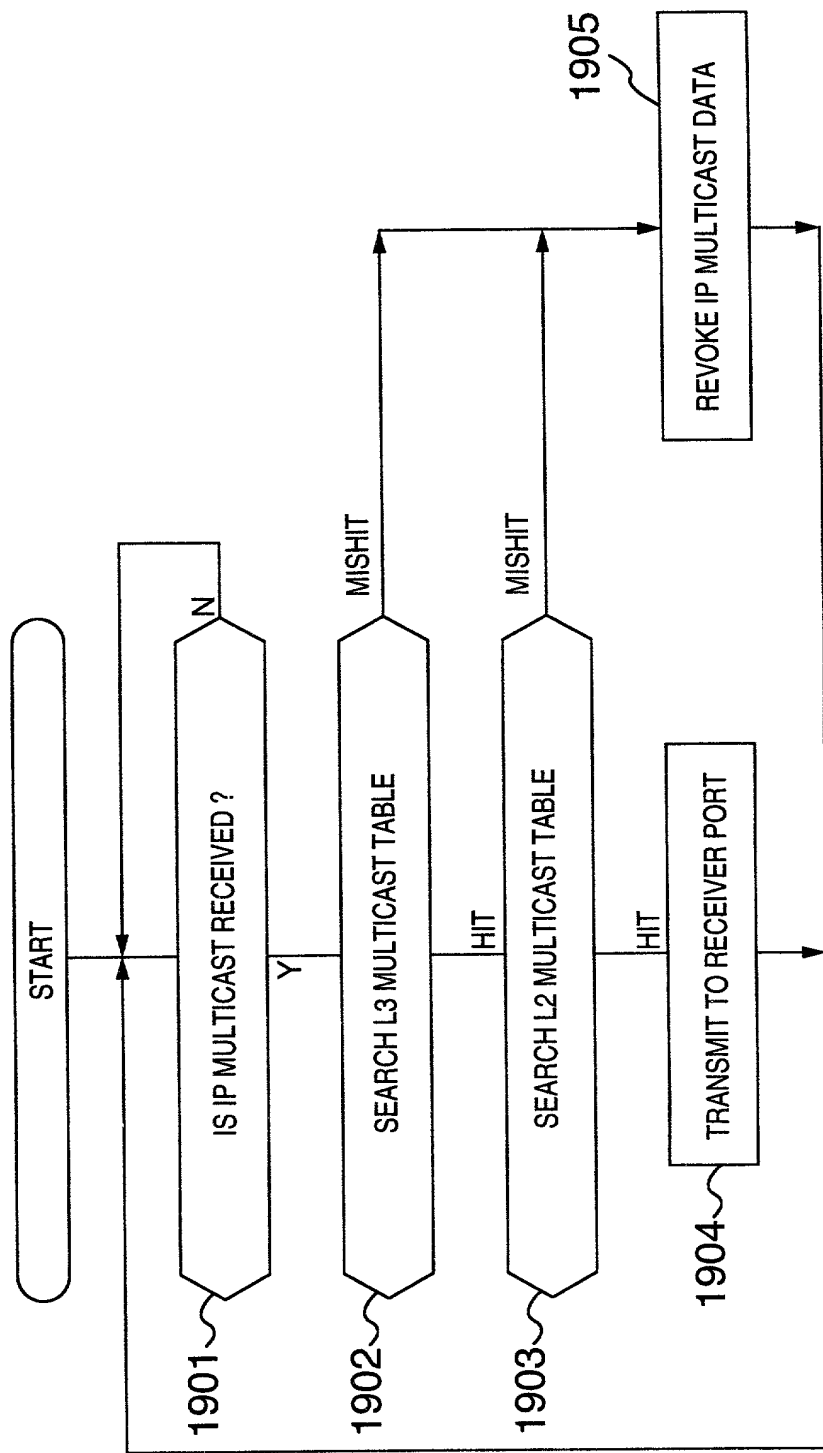 START
1901
IS IP MULTICAST RECEIVED ?
N
Y
1902
SEARCH L3 MULTICAST TABLE
MISHIT
HIT
1903
SEARCH L2 MULTICAST TABLE
MISHIT
HIT
1904
TRANSMIT TO RECEIVER PORT
1905
REVOKE IP MULTICAST DATA